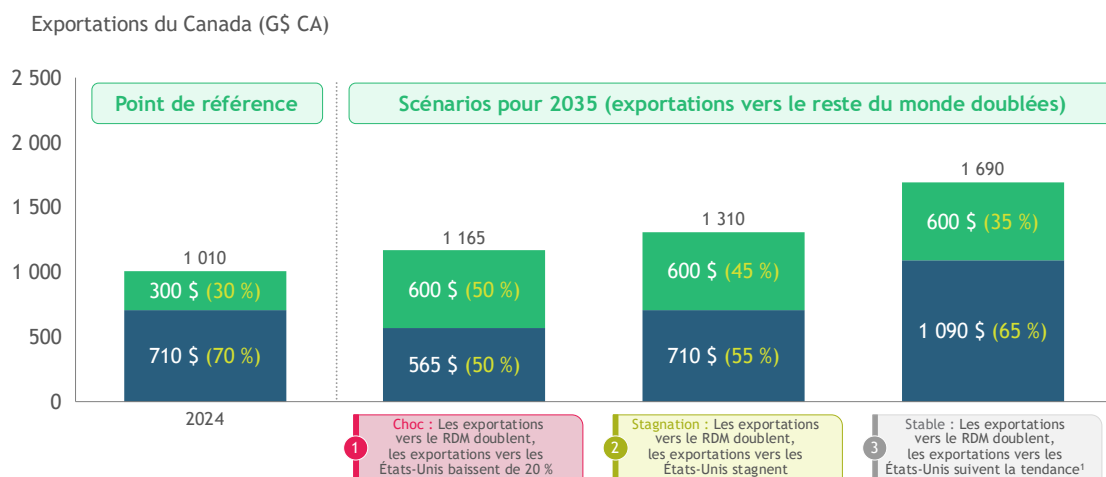 Exportations du Canada (G$ CA)
2 500
2 000
1 500
1 000
500
0
Point de référence
Scénarios pour 2035 (exportations vers le reste du monde doublées)
1 010
300 $ (30 %)
710 $ (70 %)
2024
1 165
600 $ (50 %)
565 $ (50 %)
1 310
600 $ (45 %)
710 $ (55 %)
1 690
600 $ (35 %)
1 090 $ (65 %)
1
Choc : Les exportations
vers le RDM doublent,
les exportations vers les
États-Unis baissent de 20 %
2
Stagnation : Les exportations
vers le RDM doublent,
les exportations vers les
États-Unis stagnent
3
Stable : Les exportations
vers le RDM doublent,
les exportations vers les
États-Unis suivent la tendance¹